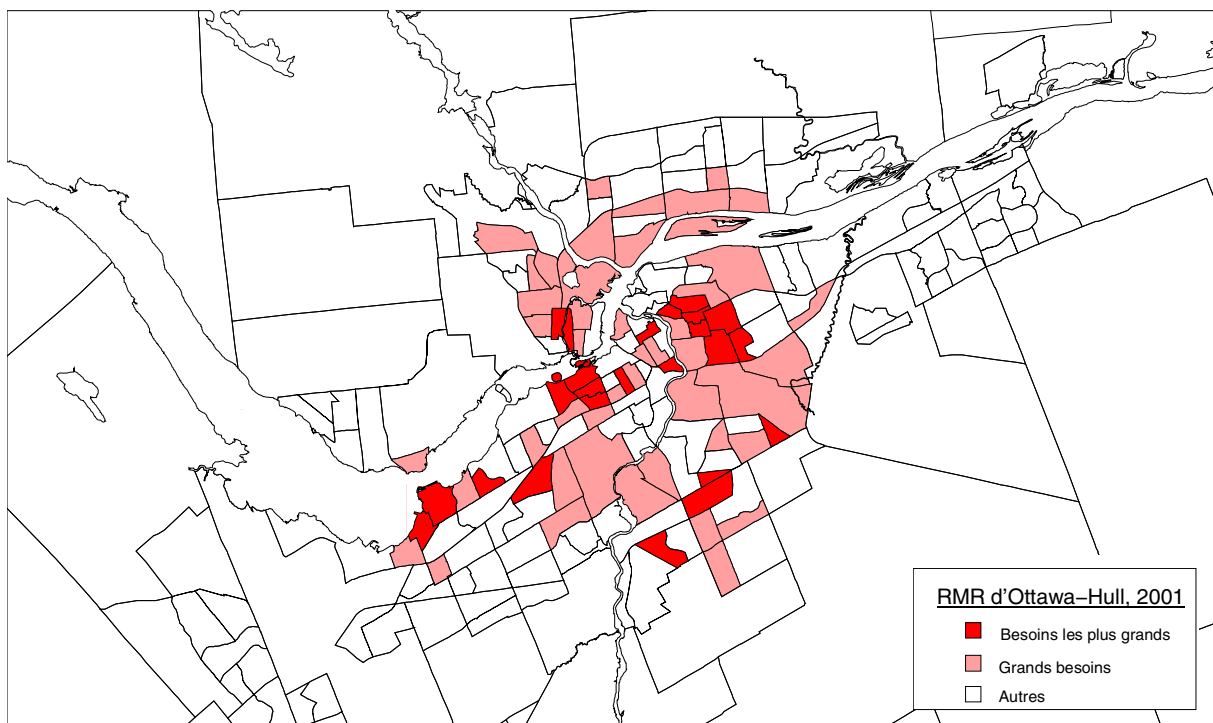 RMR d'Ottawa–Hull, 2001
Besoins les plus grands
Grands besoins
Autres